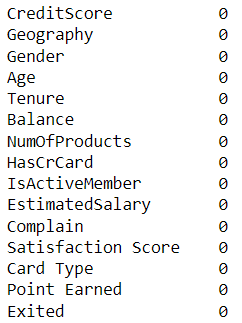 CreditScore 0
Geography 0
Gender 0
Age 0
Tenure 0
Balance 0
NumOfProducts 0
HasCrCard 0
IsActiveMember 0
EstimatedSalary 0
Complain 0
Satisfaction Score 0
Card Type 0
Point Earned 0
Exited 0